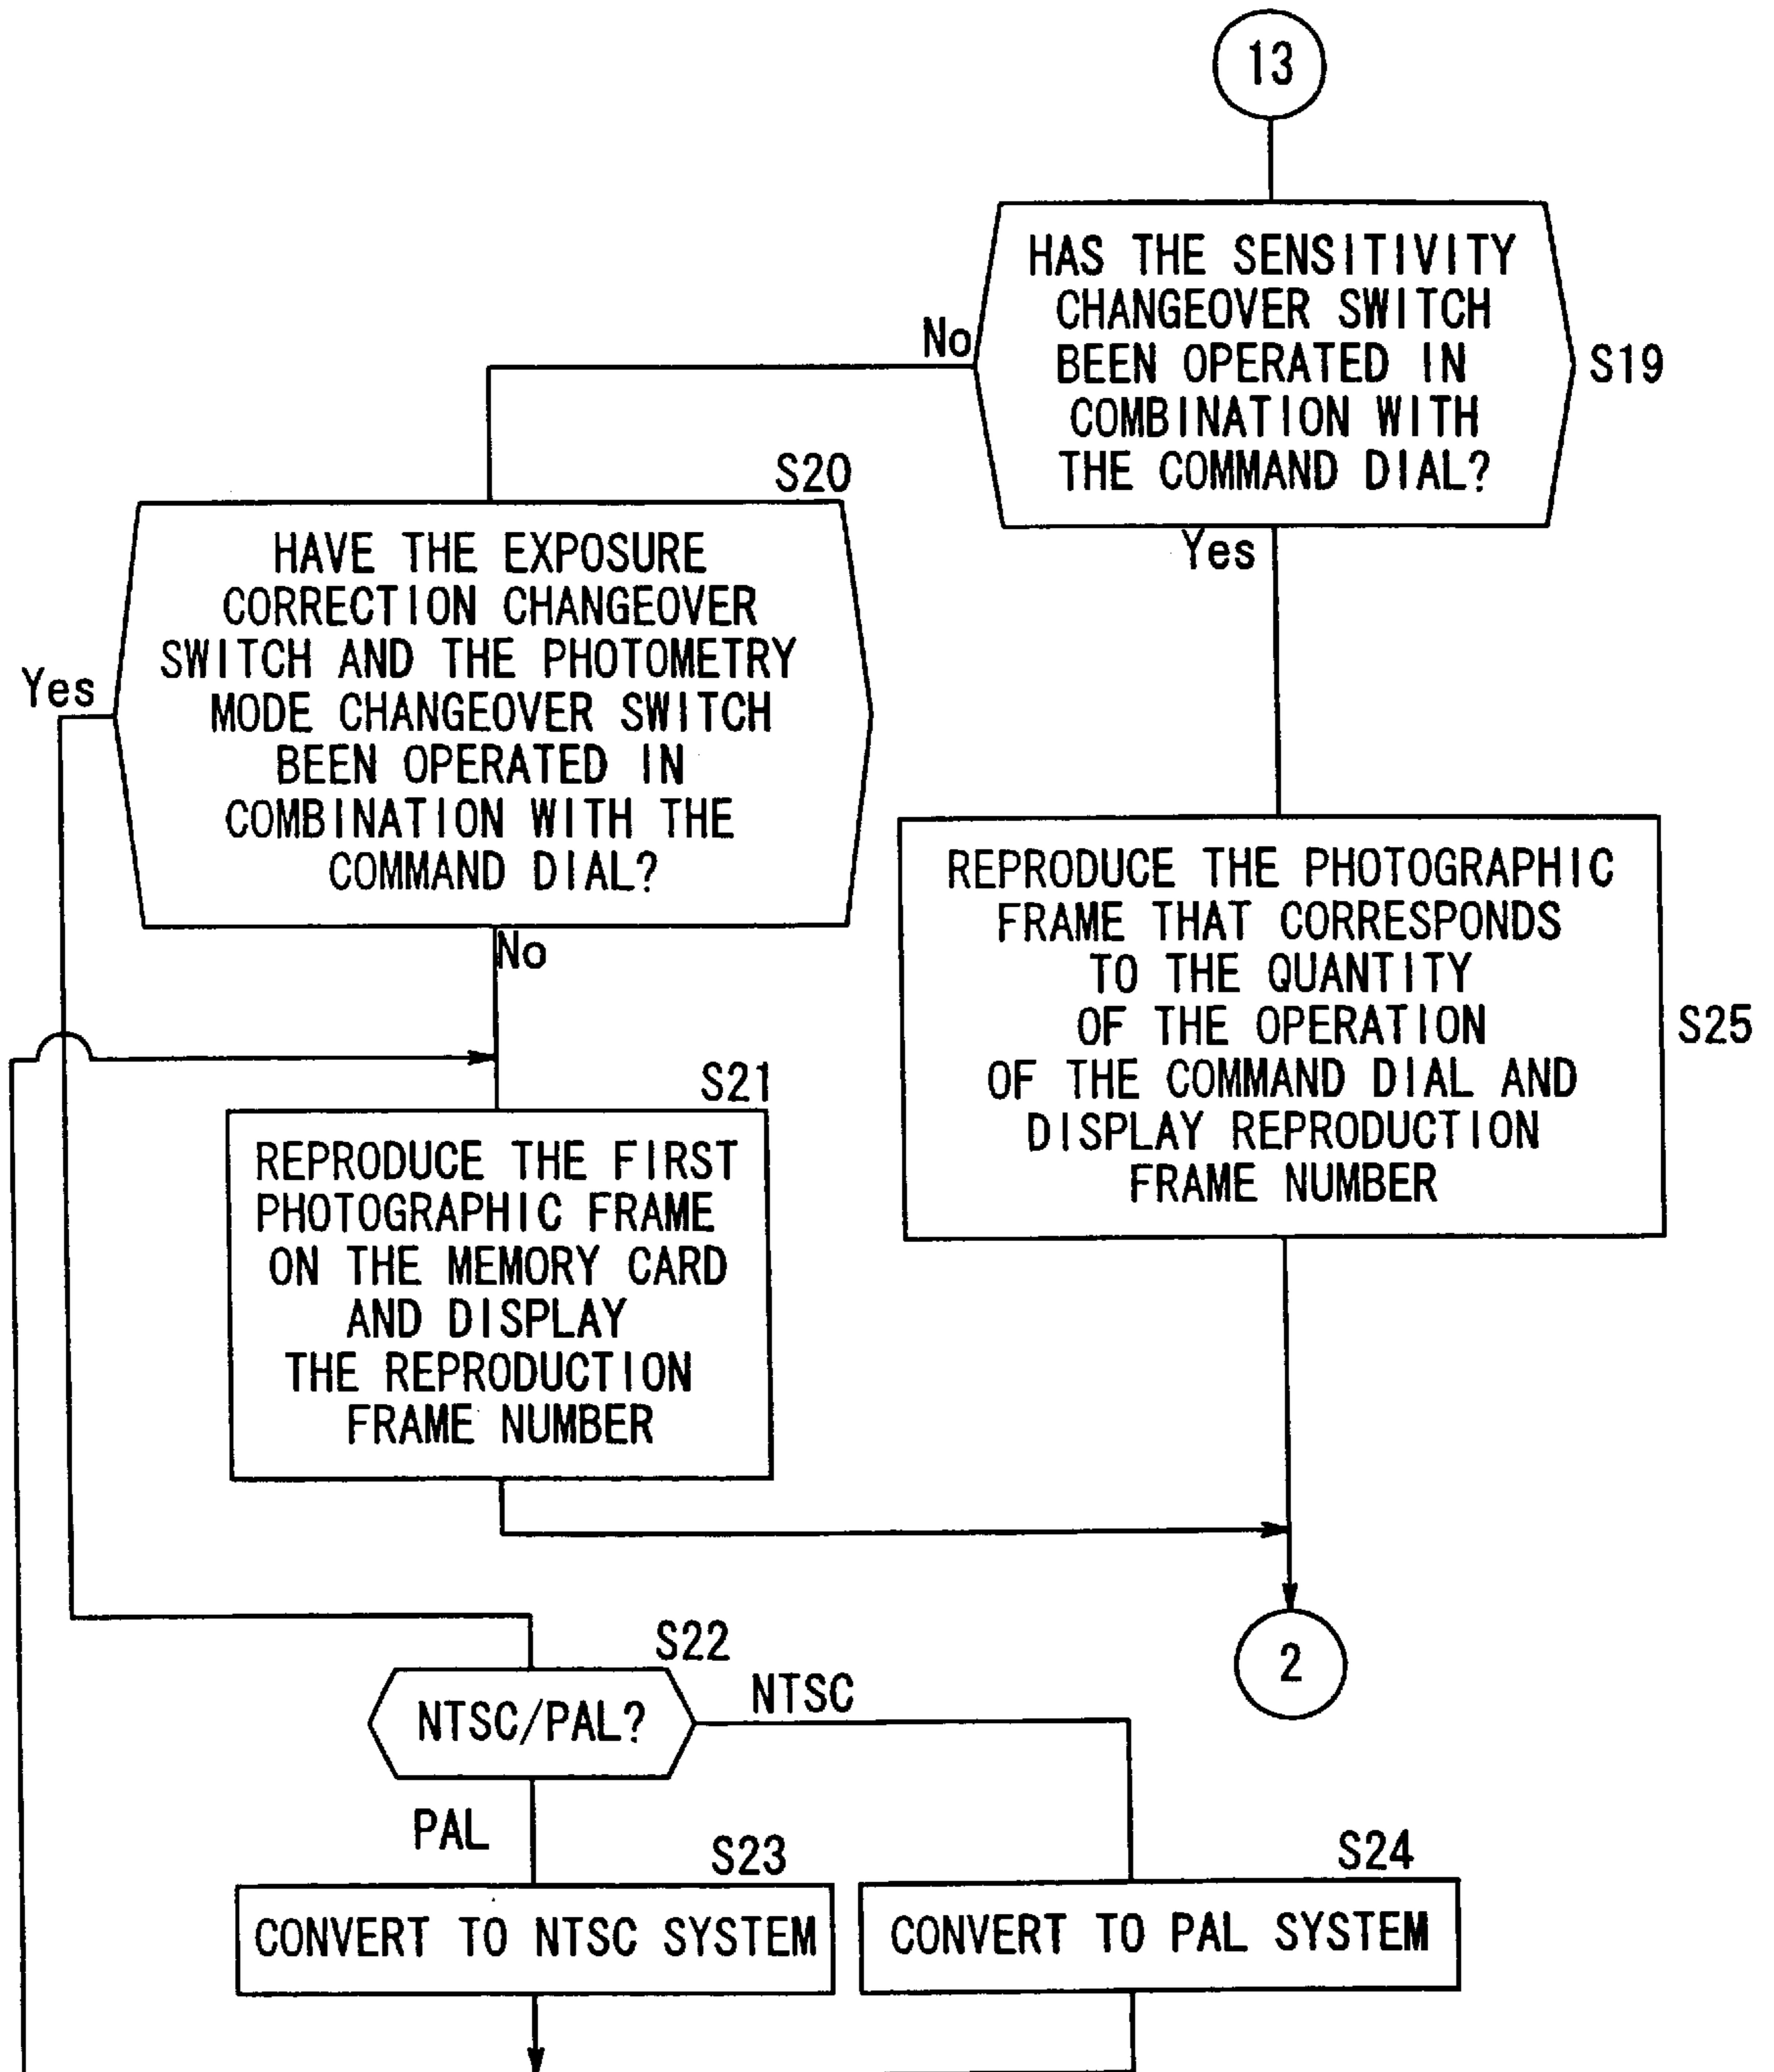 13
HAS THE SENSITIVITY
CHANGEOVER SWITCH
BEEN OPERATED IN
COMBINATION WITH
THE COMMAND DIAL?
S19
No
Yes
S20
HAVE THE EXPOSURE
CORRECTION CHANGEOVER
SWITCH AND THE PHOTOMETRY
MODE CHANGEOVER SWITCH
BEEN OPERATED IN
COMBINATION WITH THE
COMMAND DIAL?
Yes
No
REPRODUCE THE PHOTOGRAPHIC
FRAME THAT CORRESPONDS
TO THE QUANTITY
OF THE OPERATION
OF THE COMMAND DIAL AND
DISPLAY REPRODUCTION
FRAME NUMBER
S25
S21
REPRODUCE THE FIRST
PHOTOGRAPHIC FRAME
ON THE MEMORY CARD
AND DISPLAY
THE REPRODUCTION
FRAME NUMBER
2
S22
NTSC/PAL?
NTSC
PAL
S23
CONVERT TO NTSC SYSTEM
S24
CONVERT TO PAL SYSTEM